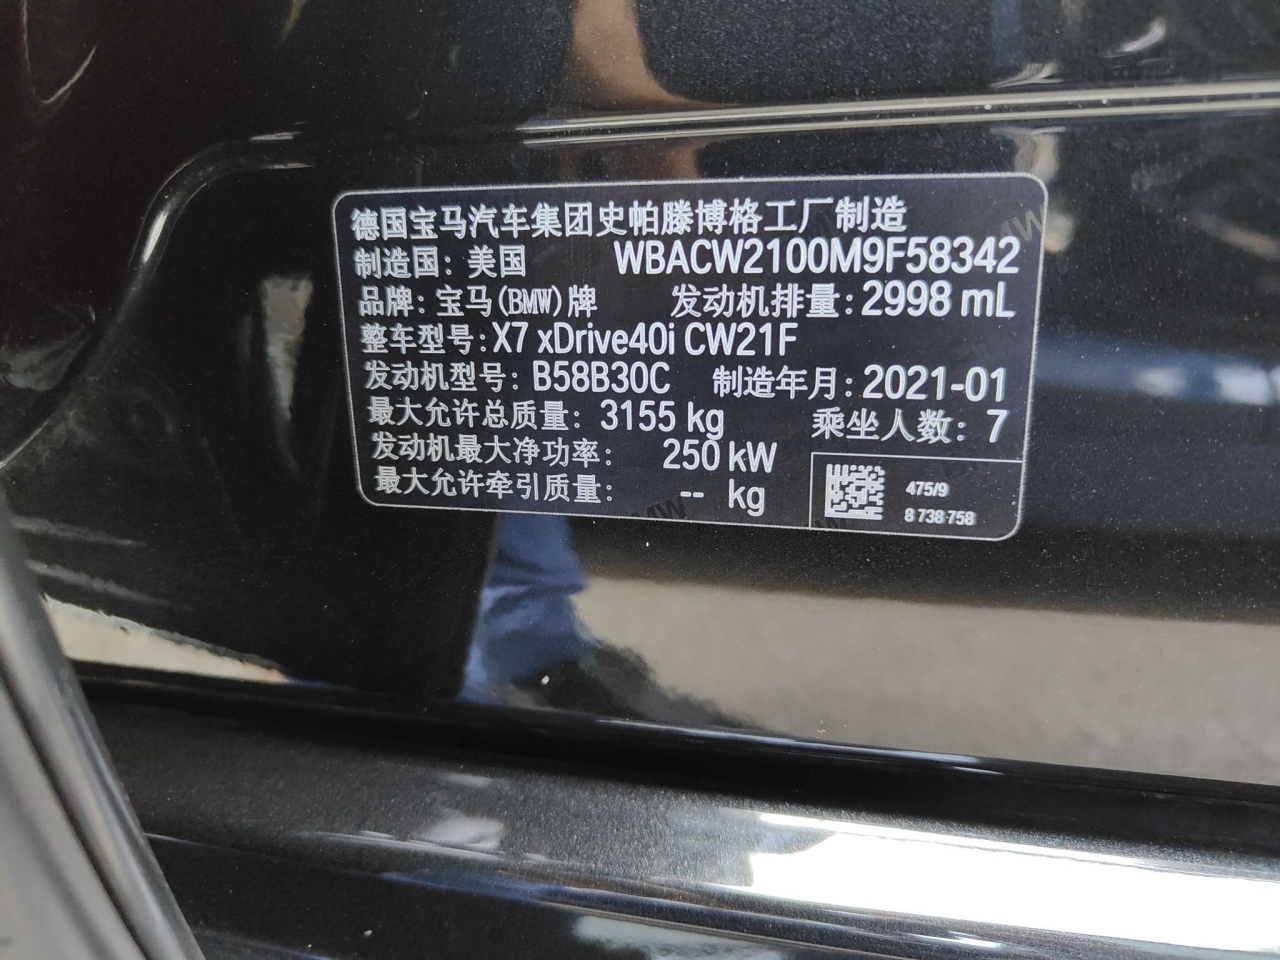 德国宝马汽车集团史帕滕博格工厂制造
制造国：美国 WBACW2100M9F58342
品牌：宝马(BMW)牌 发动机排量：2998 mL
整车型号：X7 xDrive40i CW21F
发动机型号：B58B30C 制造年月：2021-01
最大允许总质量：3155 kg 乘坐人数：7
发动机最大净功率：250 kW
最大允许牵引质量：-- kg
475/9
8 738 758